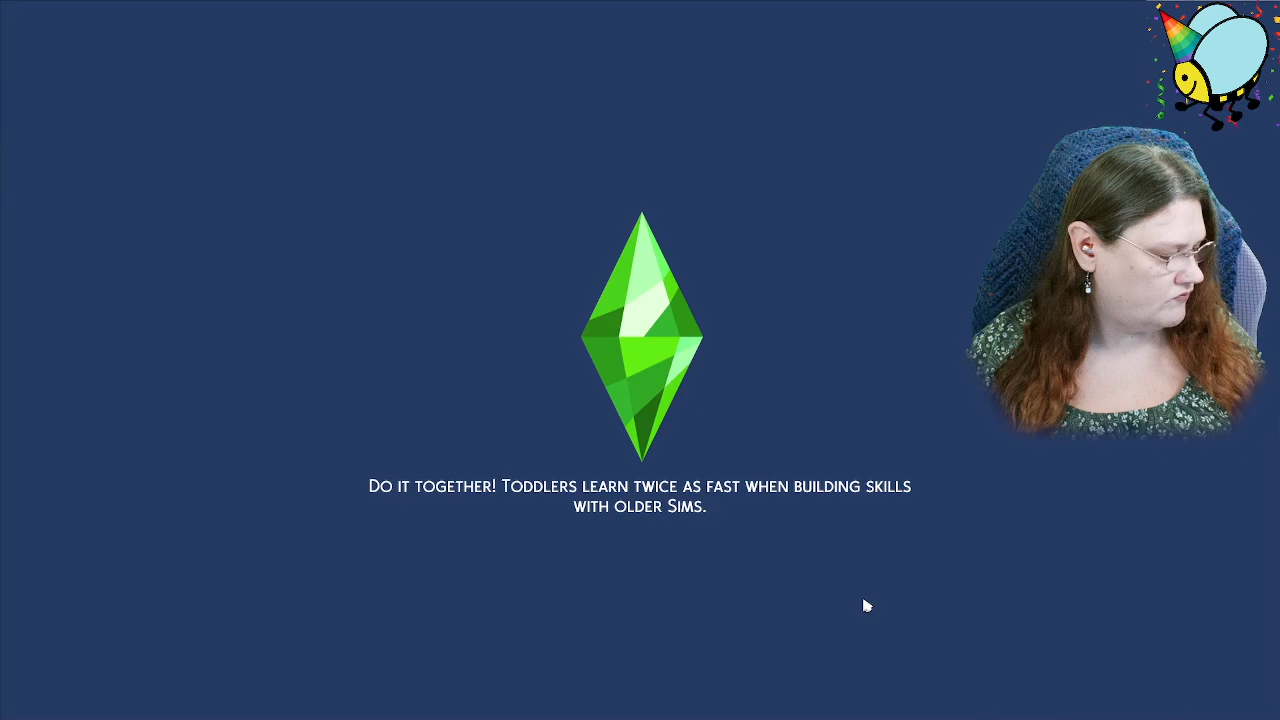 Do it together! Toddlers learn twice as fast when building skills
with older Sims.